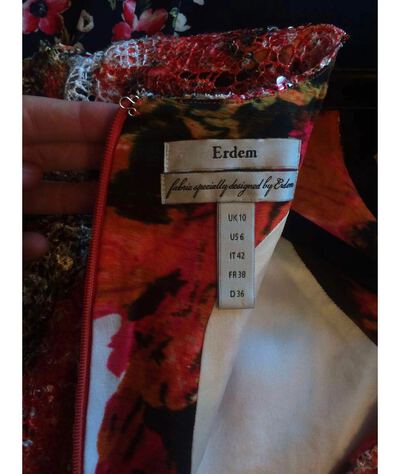 Erdem
fabric specially designed by Erdem
UK 10
US 6
IT 42
FR 38
D 36